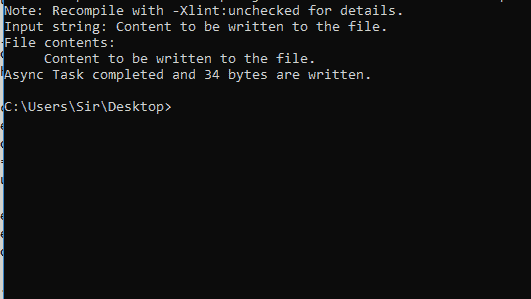 Note: Recompile with -Xlint:unchecked for details.
Input string: Content to be written to the file.
File contents:
     Content to be written to the file.
Async Task completed and 34 bytes are written.
C:\Users\Sir\Desktop>